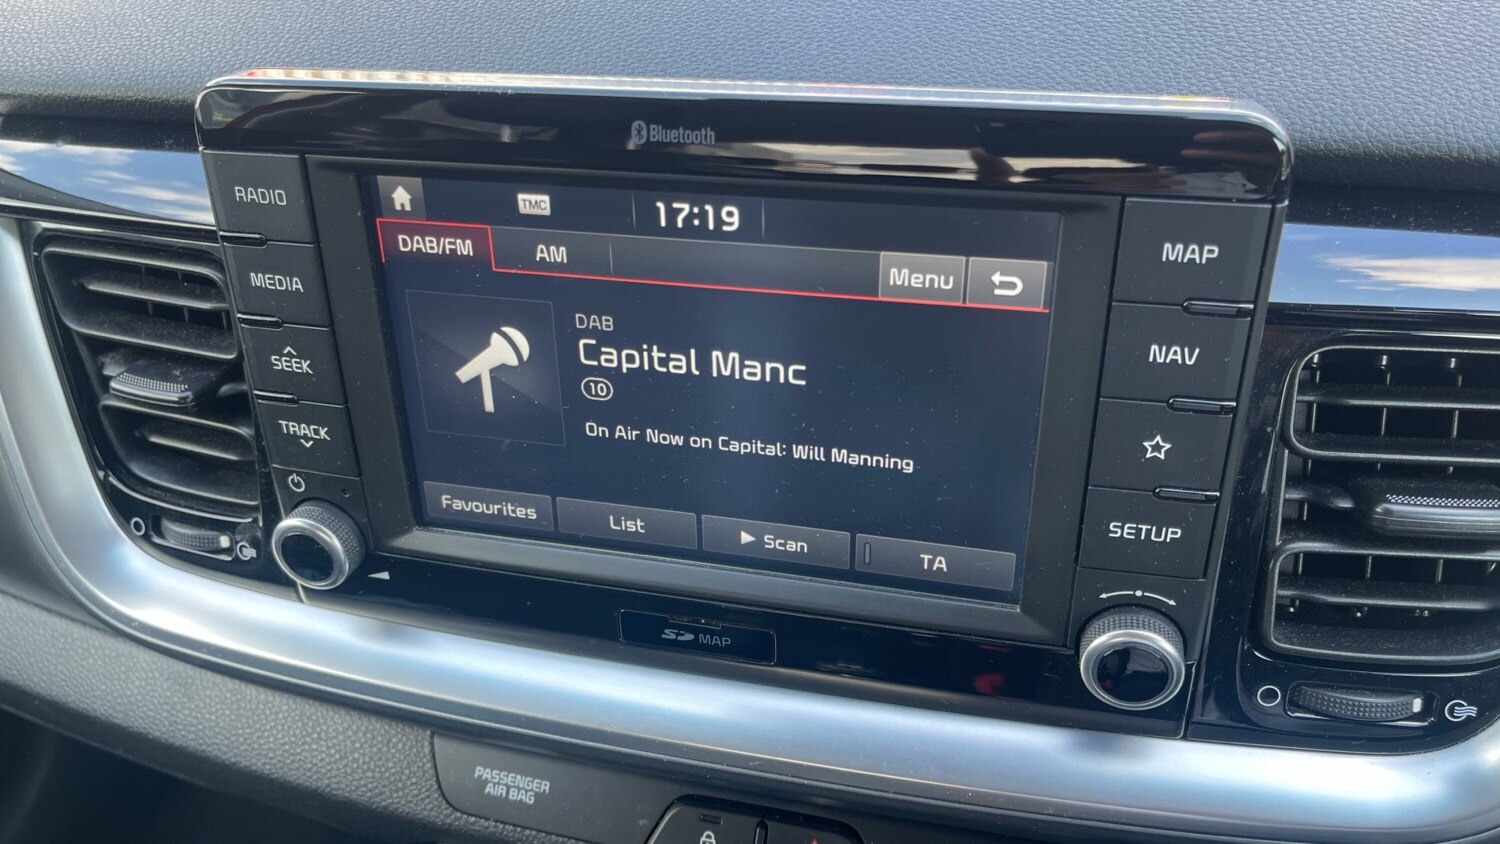 Bluetooth
RADIO
MEDIA
SEEK
TRACK
TMC
17:19
DAB/FM
AM
Menu
DAB
Capital Manc
10
On Air Now on Capital: Will Manning
Favourites
List
Scan
TA
MAP
NAV
SETUP
SD MAP
PASSENGER
AIR BAG